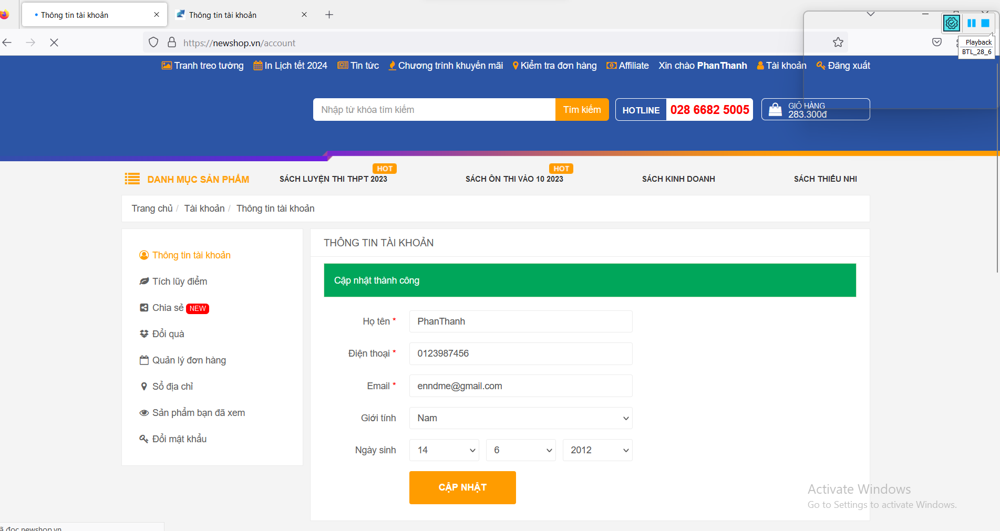 Thông tin tài khoản
Thông tin tài khoản
https://newshop.vn/account
Playback
BTL_28_6
Tranh treo tường In Lịch tết 2024 Tin tức Chương trình khuyến mãi Kiểm tra đơn hàng Affiliate Xin chào PhanThanh Tài khoản Đăng xuất
Nhập từ khóa tìm kiếm
Tìm kiếm
HOTLINE 028 6682 5005
GIỎ HÀNG
283.300đ
DANH MỤC SẢN PHẨM
HOT
SÁCH LUYỆN THI THPT 2023
HOT
SÁCH ÔN THI VÀO 10 2023
SÁCH KINH DOANH
SÁCH THIẾU NHI
Trang chủ / Tài khoản / Thông tin tài khoản
Thông tin tài khoản
Tích lũy điểm
Chia sẻ NEW
Đổi quà
Quản lý đơn hàng
Sổ địa chỉ
Sản phẩm bạn đã xem
Đổi mật khẩu
THÔNG TIN TÀI KHOẢN
Cập nhật thành công
Họ tên * PhanThanh
Điện thoại * 0123987456
Email * enndme@gmail.com
Giới tính Nam
Ngày sinh 14 6 2012
CẬP NHẬT
Activate Windows
Go to Settings to activate Windows.
đọc newshop.vn